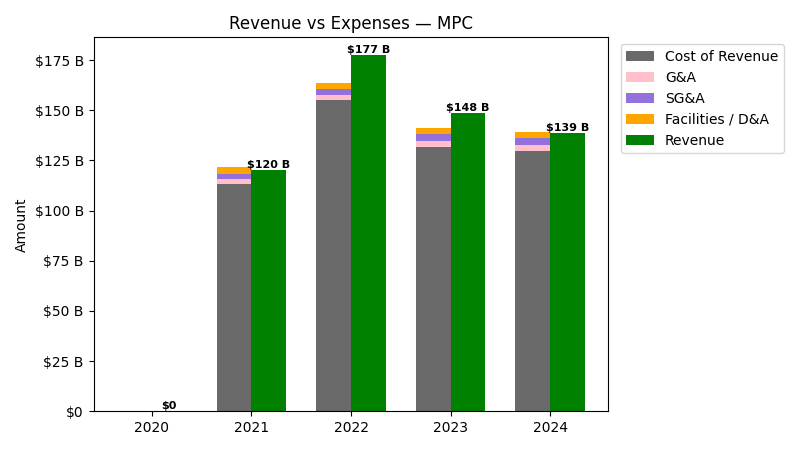 Revenue vs Expenses — MPC
$175 B
$150 B
$125 B
$100 B
$75 B
$50 B
$25 B
$0
Amount
$0
$120 B
$177 B
$148 B
$139 B
2020
2021
2022
2023
2024
Cost of Revenue
G&A
SG&A
Facilities / D&A
Revenue